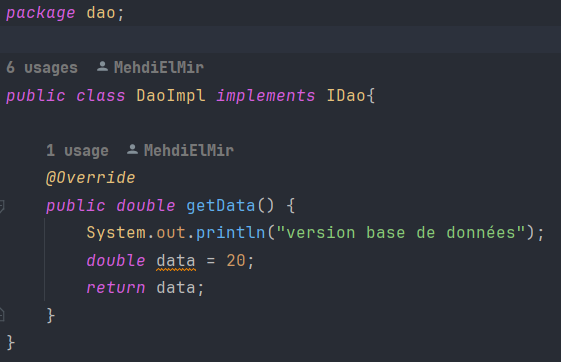 package dao;
6 usages MehdiElMir
public class DaoImpl implements IDao{
1 usage MehdiElMir
@Override
public double getData() {
System.out.println("version base de données");
double data = 20;
return data;
}
}